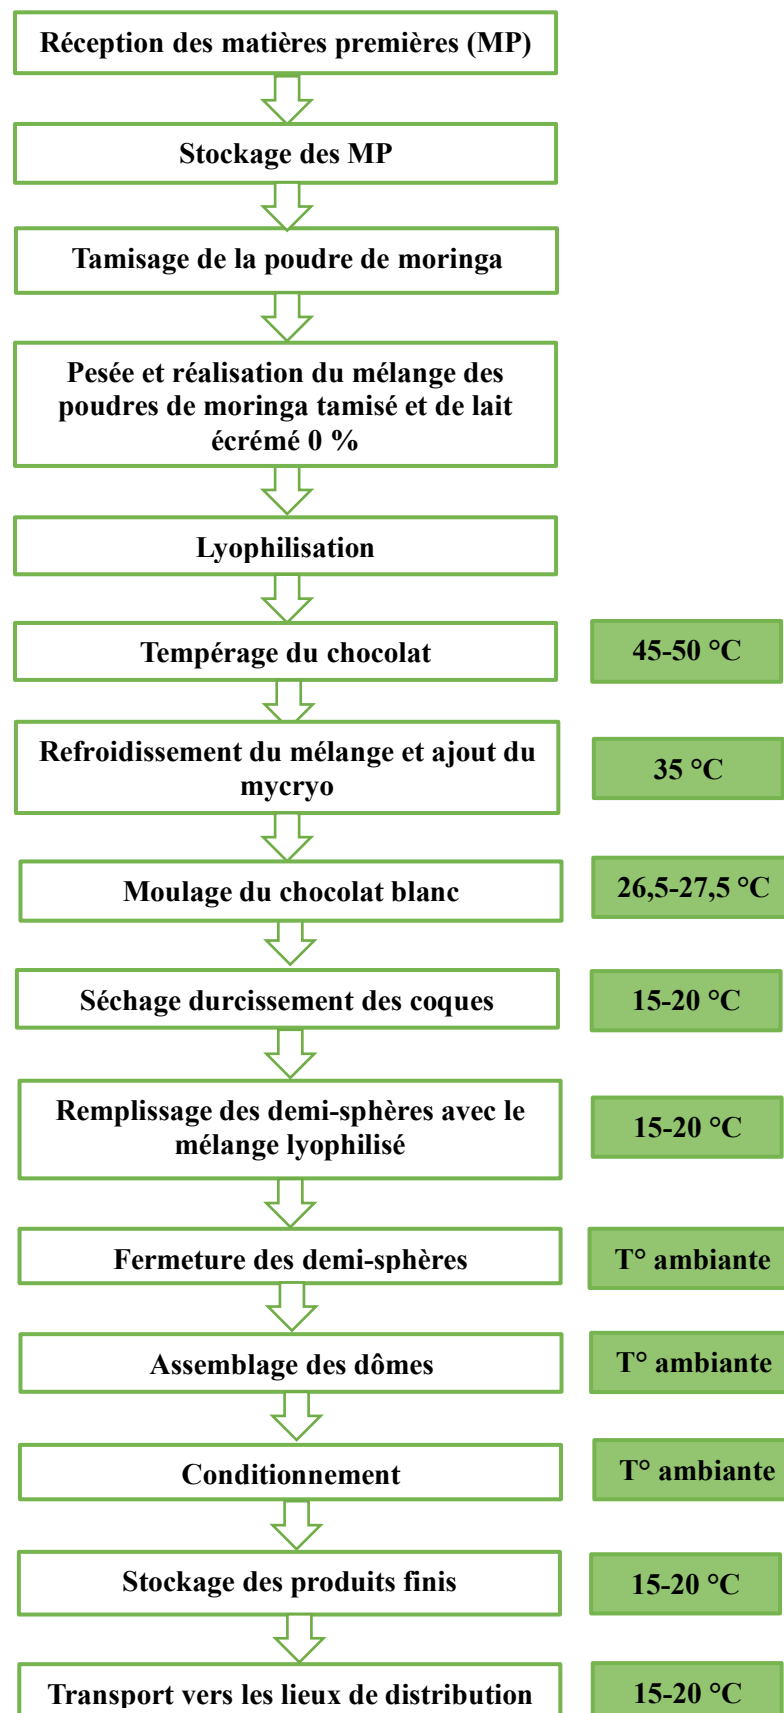 Réception des matières premières (MP)
Stockage des MP
Tamisage de la poudre de moringa
Pesée et réalisation du mélange des
poudres de moringa tamisé et de lait
écrémé 0 %
Lyophilisation
Tempérage du chocolat
45-50 °C
Refroidissement du mélange et ajout du
mycryo
35 °C
Moulage du chocolat blanc
26,5-27,5 °C
Séchage durcissement des coques
15-20 °C
Remplissage des demi-sphères avec le
mélange lyophilisé
15-20 °C
Fermeture des demi-sphères
T° ambiante
Assemblage des dômes
T° ambiante
Conditionnement
T° ambiante
Stockage des produits finis
15-20 °C
Transport vers les lieux de distribution
15-20 °C